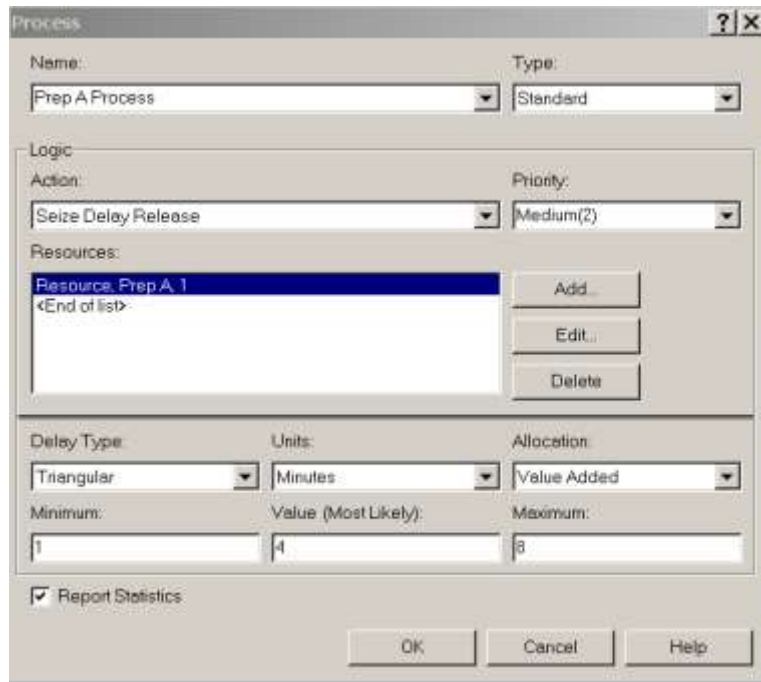 Process
Name: Type:
Prep A Process Standard
Logic
Action: Priority:
Seize Delay Release Medium(2)
Resources:
Resource, Prep A, 1 Add...
<End of list>
Edit...
Delete
Delay Type: Units: Allocation:
Triangular Minutes Value Added
Minimum: Value (Most Likely): Maximum:
1 4 8
Report Statistics
OK Cancel Help